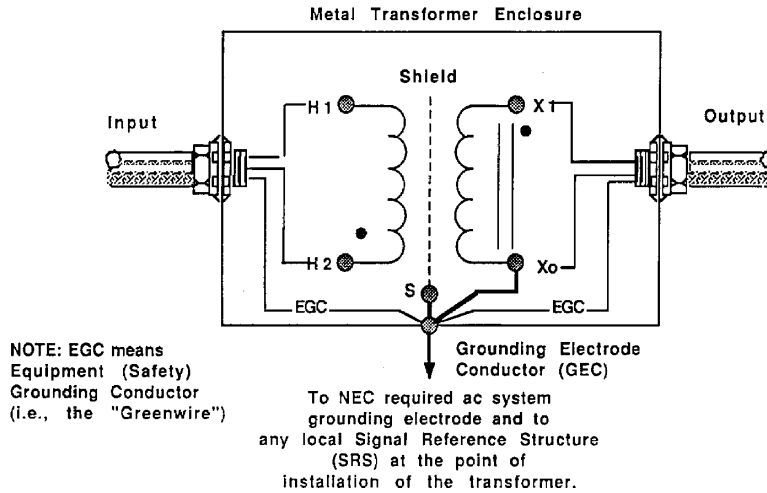 Metal Transformer Enclosure
Shield
H1
X1
Input
Output
H2
Xo
S
EGC
EGC
NOTE: EGC means
Equipment (Safety)
Grounding Conductor
(i.e., the "Greenwire")
Grounding Electrode
Conductor (GEC)
To NEC required ac system
grounding electrode and to
any local Signal Reference Structure
(SRS) at the point of
installation of the transformer.